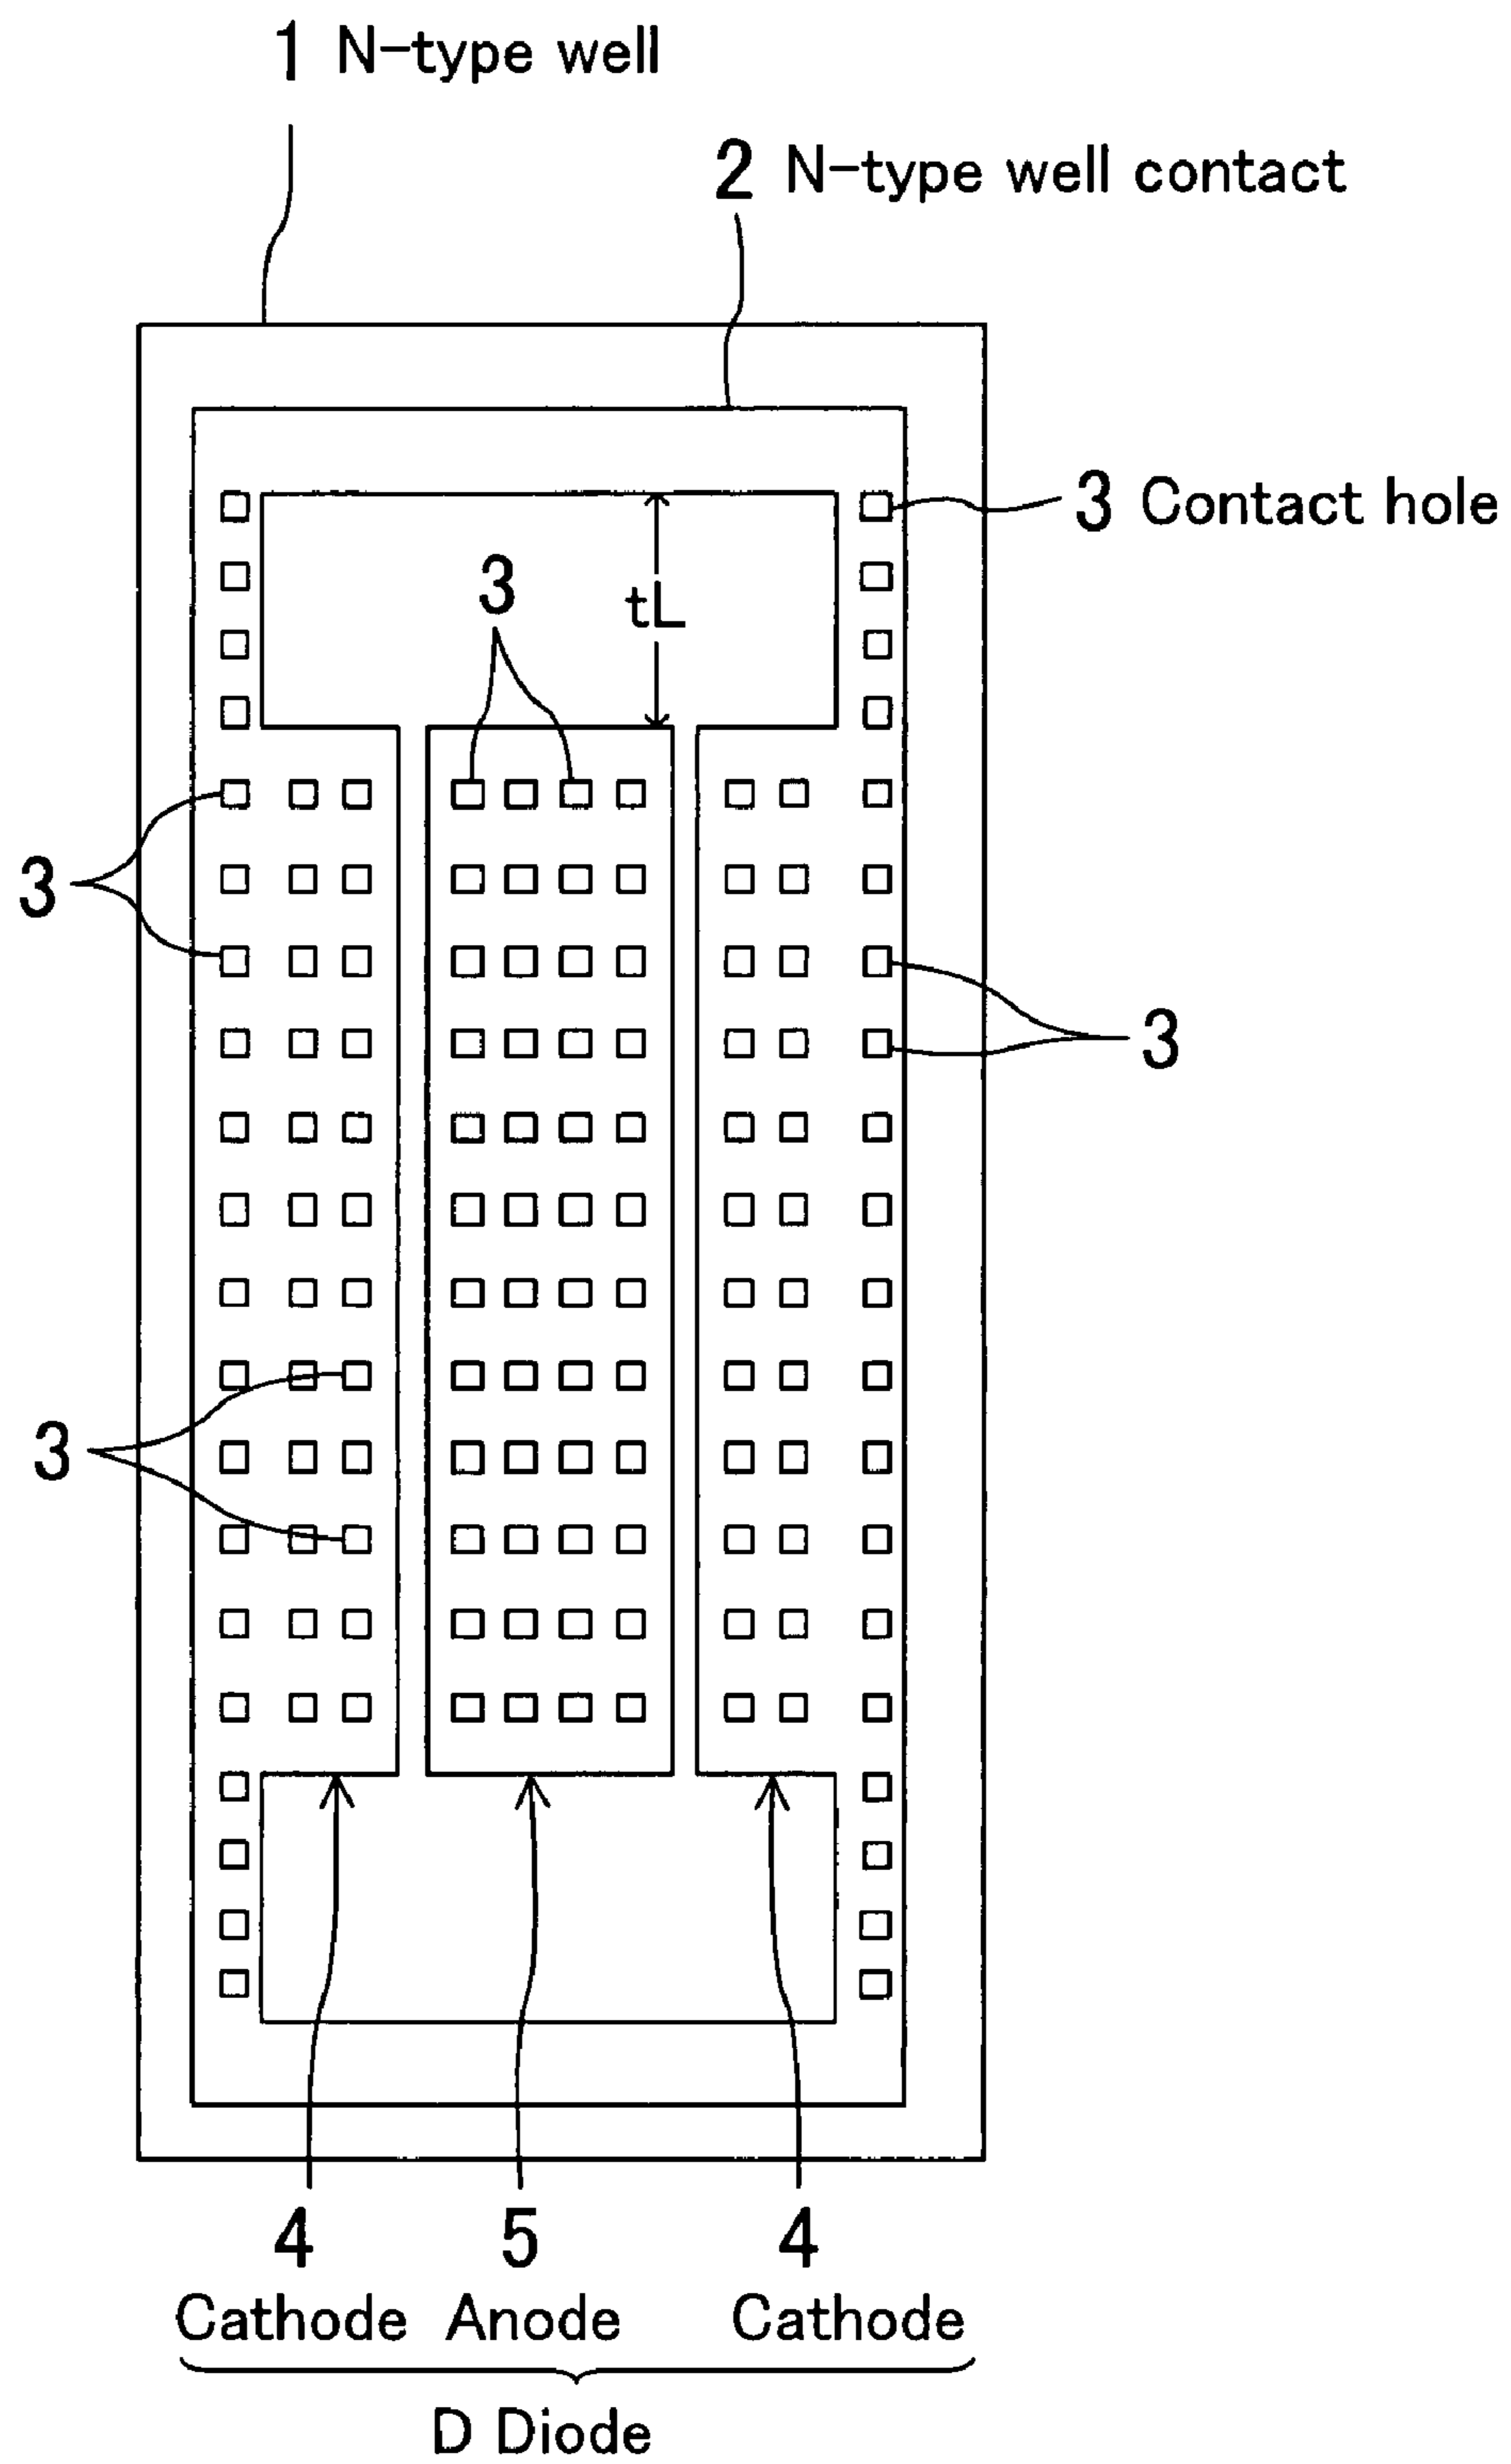 1 N-type well
2 N-type well contact
3 Contact hole
3
tL
3
3
3
4 5 4
Cathode Anode Cathode
D Diode